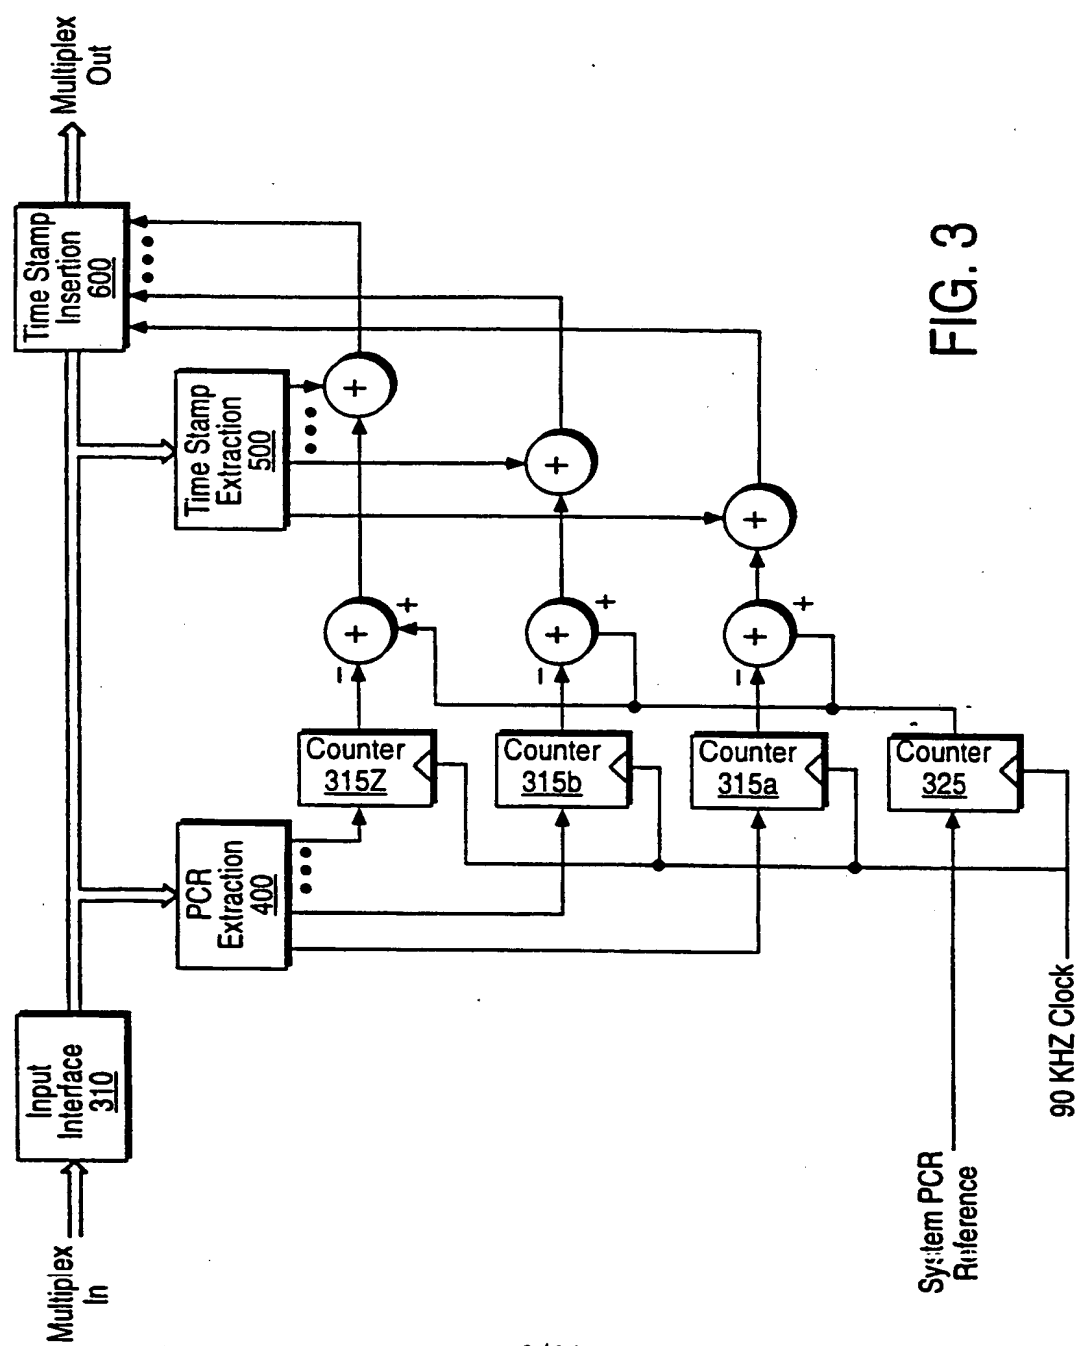 Multiplex
In
Input
Interface
310
PCR
Extraction
400
Time Stamp
Extraction
500
Time Stamp
Insertion
600
Multiplex
Out
Counter
315Z
−
+
+
+
Counter
315b
−
+
+
+
Counter
315a
−
+
+
+
Counter
325
System PCR
Reference
90 KHZ Clock
FIG. 3